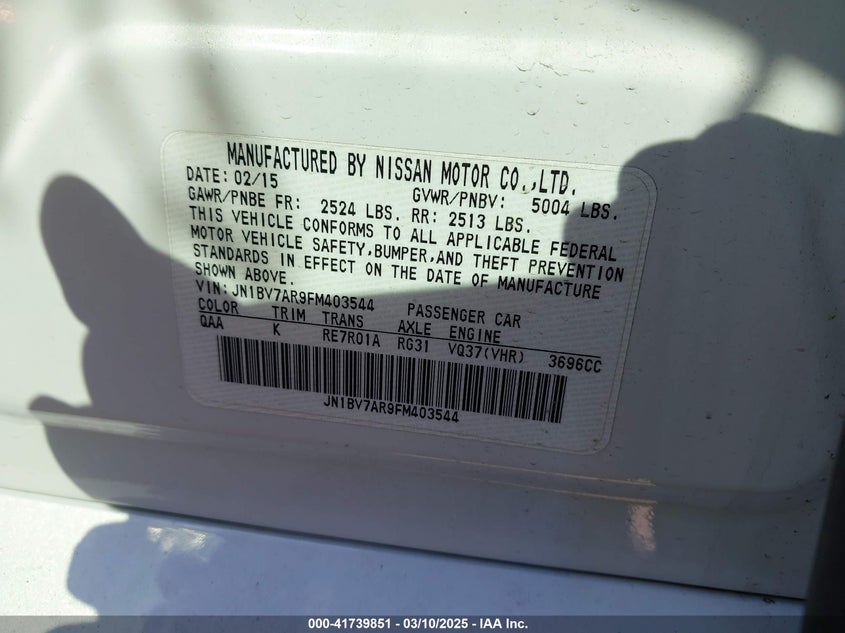 MANUFACTURED BY NISSAN MOTOR CO.,LTD.
DATE: 02/15 GVWR/PNBV: 5004 LBS.
GAWR/PNBE FR: 2524 LBS. RR: 2513 LBS.
THIS VEHICLE CONFORMS TO ALL APPLICABLE FEDERAL
MOTOR VEHICLE SAFETY,BUMPER,AND THEFT PREVENTION
STANDARDS IN EFFECT ON THE DATE OF MANUFACTURE
SHOWN ABOVE.
VIN: JN1BV7AR9FM403544 PASSENGER CAR
COLOR TRIM TRANS AXLE ENGINE
QAA K RE7R01A RG31 VQ37(VHR) 3696CC
JN1BV7AR9FM403544
000-41739851 - 03/10/2025 - IAA Inc.